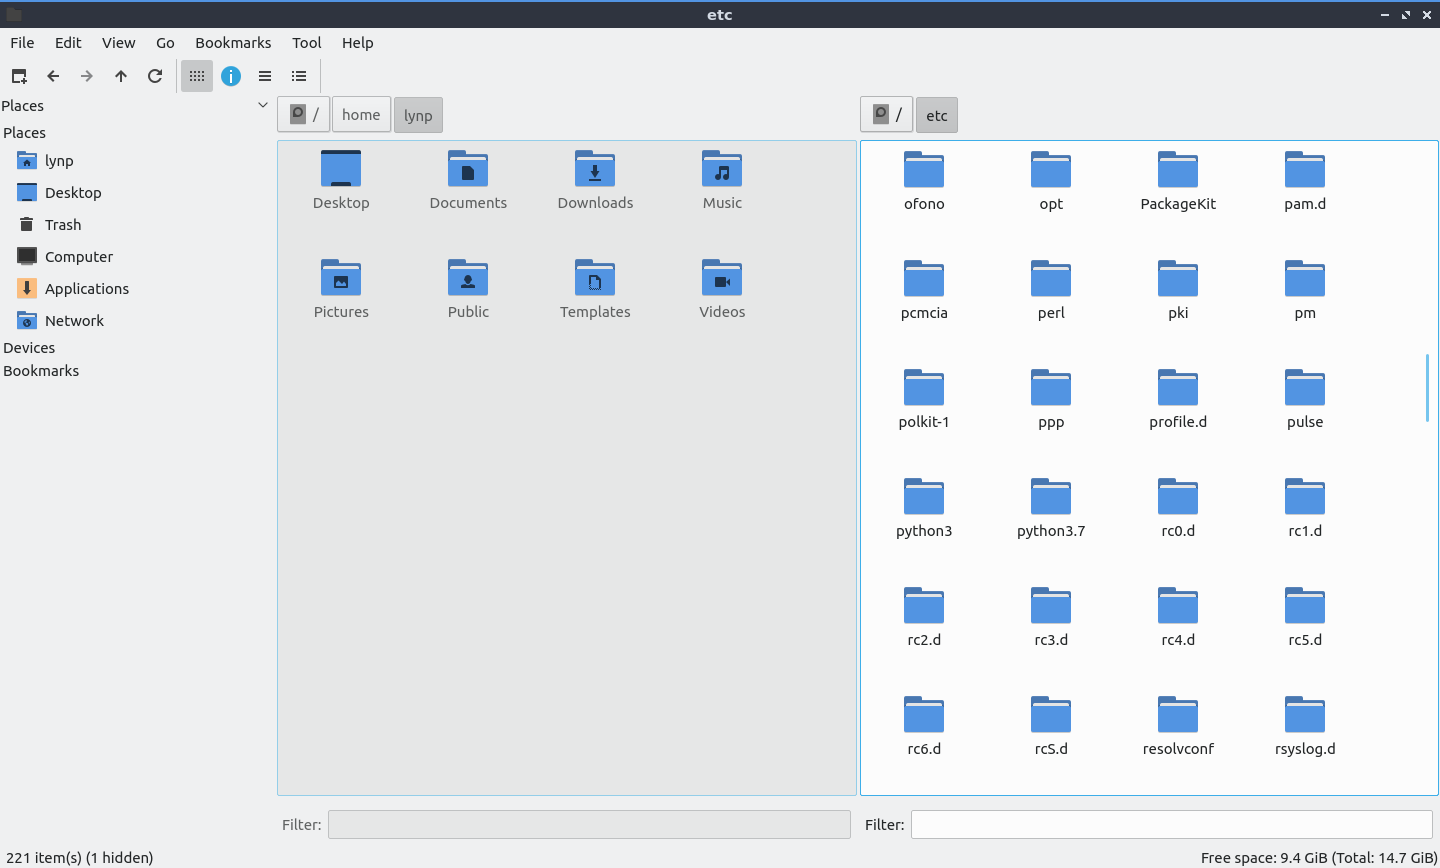 etc
File Edit View Go Bookmarks Tool Help
Places
Places
lynp
Desktop
Trash
Computer
Applications
Network
Devices
Bookmarks
/ home lynp
Desktop Documents Downloads Music
Pictures Public Templates Videos
Filter:
/ etc
ofono opt PackageKit pam.d
pcmcia perl pki pm
polkit-1 ppp profile.d pulse
python3 python3.7 rc0.d rc1.d
rc2.d rc3.d rc4.d rc5.d
rc6.d rcS.d resolvconf rsyslog.d
Filter:
221 item(s) (1 hidden)
Free space: 9.4 GiB (Total: 14.7 GiB)